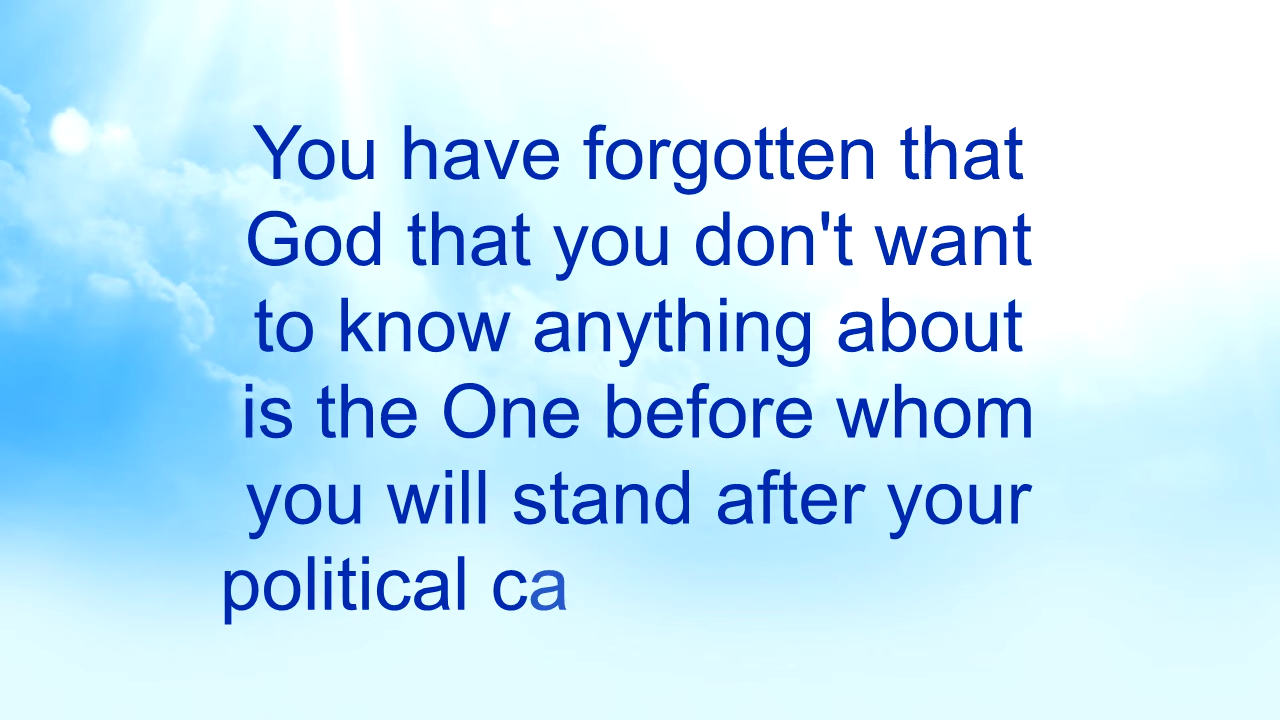 You have forgotten that
God that you don't want
to know anything about
is the One before whom
you will stand after your
political ca